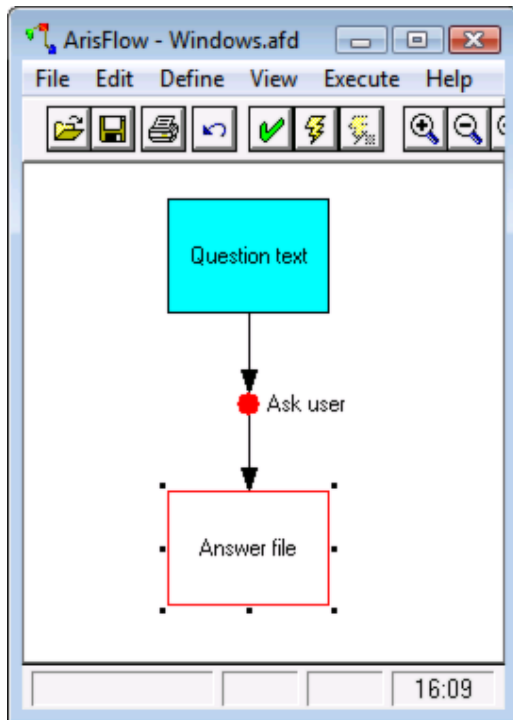 ArisFlow - Windows.afd
File Edit Define View Execute Help
Question text
Ask user
Answer file
16:09